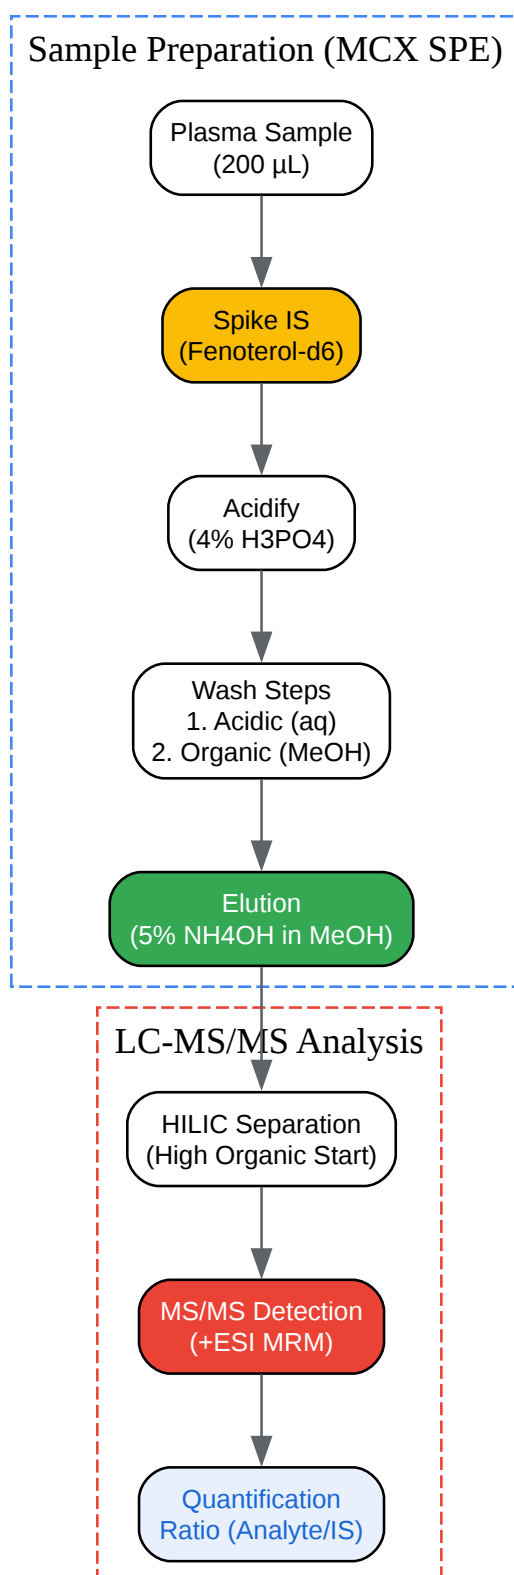 Sample Preparation (MCX SPE)
Plasma Sample
(200 µL)
Spike IS
(Fenoterol-d6)
Acidify
(4% H3PO4)
Wash Steps
1. Acidic (aq)
2. Organic (MeOH)
Elution
(5% NH4OH in MeOH)
LC-MS/MS Analysis
HILIC Separation
(High Organic Start)
MS/MS Detection
(+ESI MRM)
Quantification
Ratio (Analyte/IS)